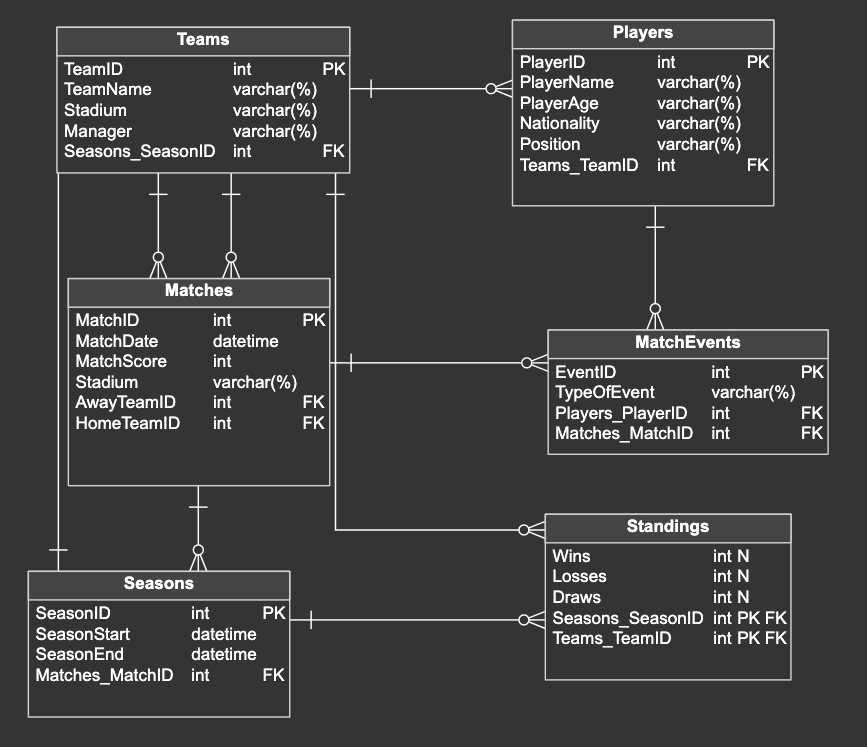 Teams
TeamID int PK
TeamName varchar(%)
Stadium varchar(%)
Manager varchar(%)
Seasons_SeasonID int FK
Players
PlayerID int PK
PlayerName varchar(%)
PlayerAge varchar(%)
Nationality varchar(%)
Position varchar(%)
Teams_TeamID int FK
Matches
MatchID int PK
MatchDate datetime
MatchScore int
Stadium varchar(%)
AwayTeamID int FK
HomeTeamID int FK
MatchEvents
EventID int PK
TypeOfEvent varchar(%)
Players_PlayerID int FK
Matches_MatchID int FK
Standings
Wins int N
Losses int N
Draws int N
Seasons_SeasonID int PK FK
Teams_TeamID int PK FK
Seasons
SeasonID int PK
SeasonStart datetime
SeasonEnd datetime
Matches_MatchID int FK